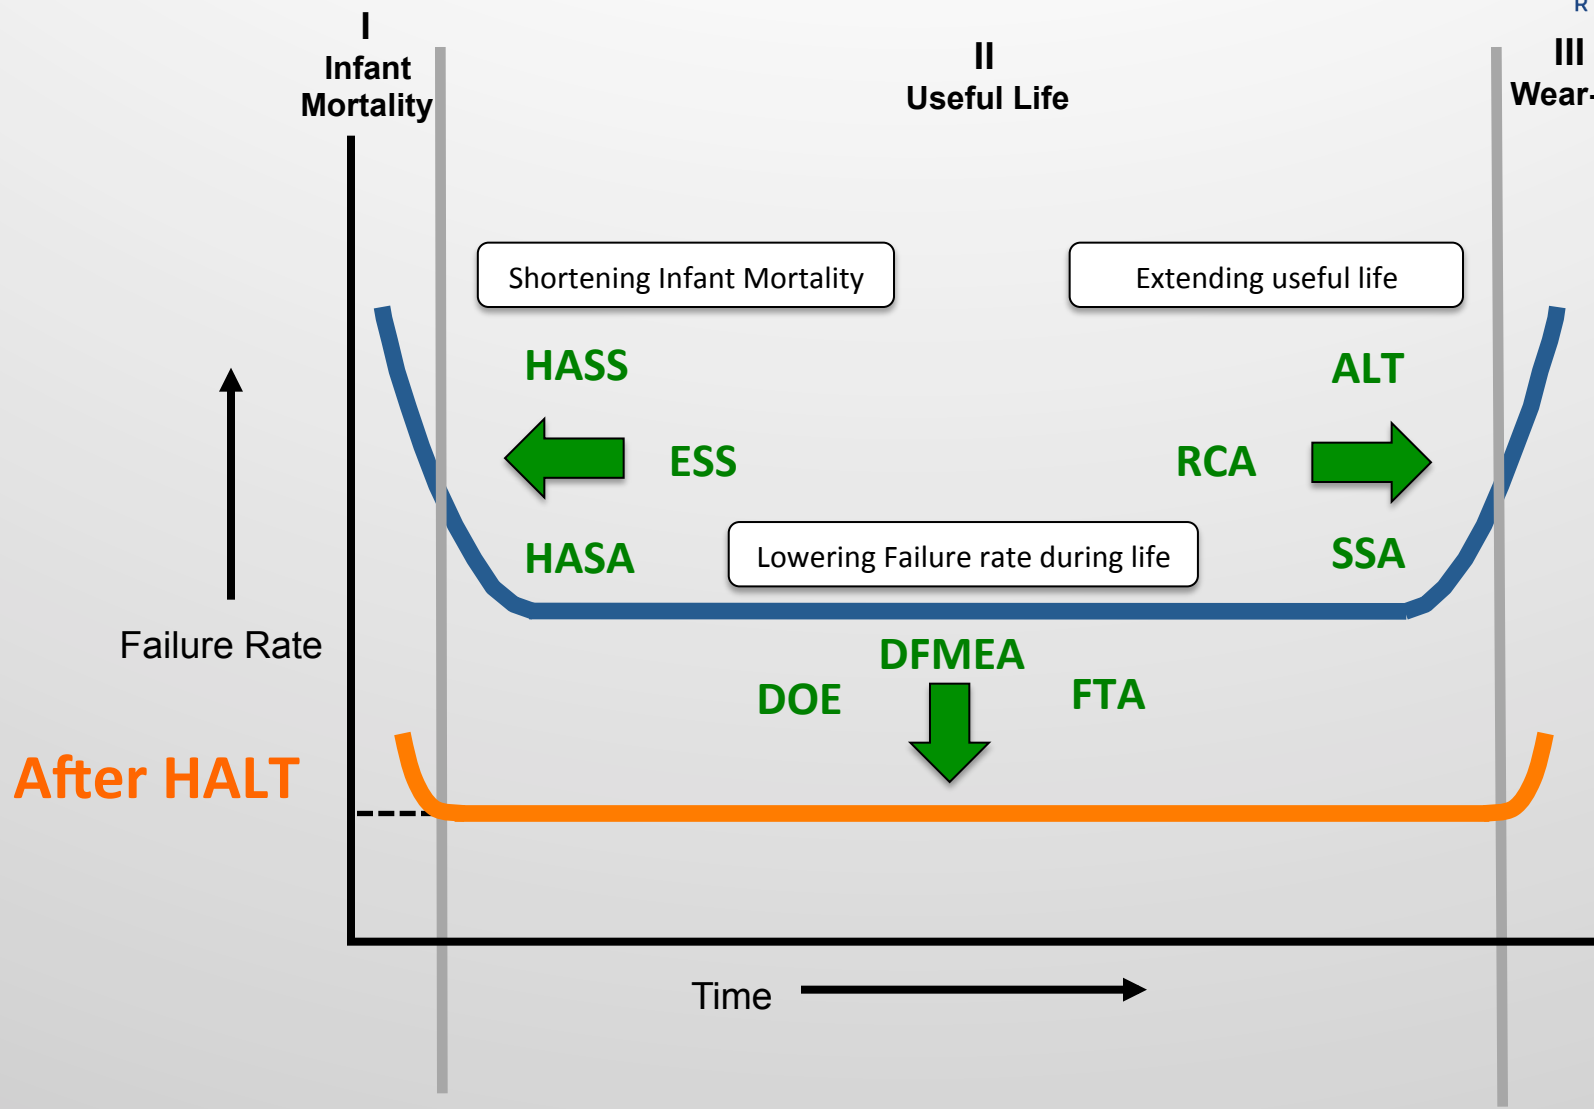 R
I
Infant
Mortality
II
Useful Life
III
Wear-
Shortening Infant Mortality
Extending useful life
HASS
ALT
ESS
RCA
HASA
Lowering Failure rate during life
SSA
Failure Rate
DFMEA
DOE
FTA
After HALT
Time